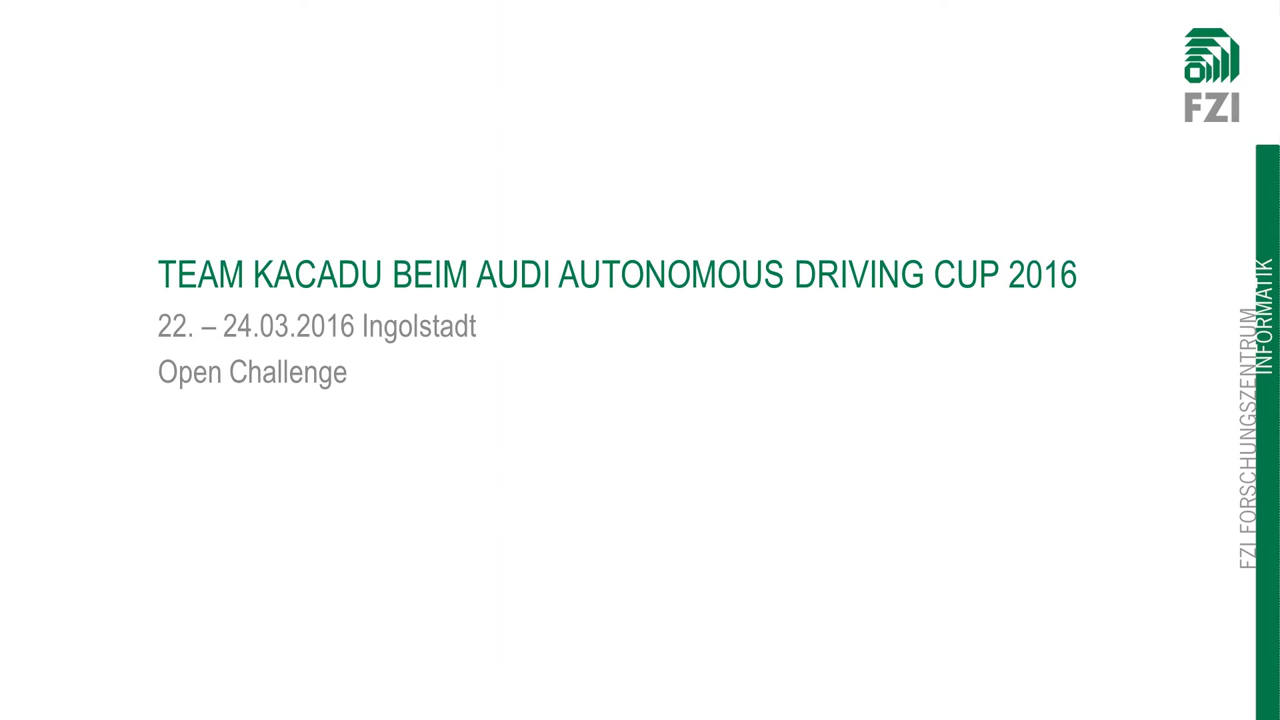 FZI
TEAM KACADU BEIM AUDI AUTONOMOUS DRIVING CUP 2016
22. – 24.03.2016 Ingolstadt
Open Challenge
FZI FORSCHUNGSZENTRUM
INFORMATIK